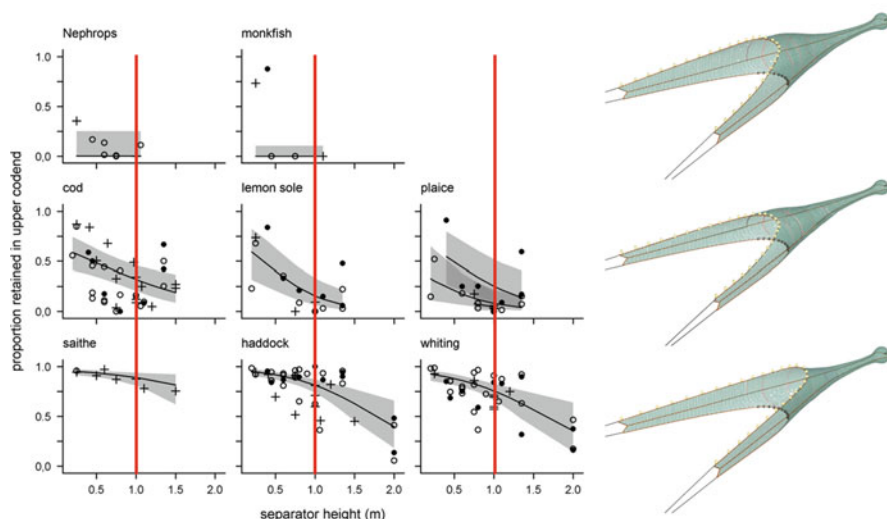 Nephrops monkfish
1.0
0.5
0,0
cod lemon sole plaice
1.0
0.5
0,0
saithe haddock whiting
1.0
0.5
0,0
0.5 1.0 1.5 2.0 0.5 1.0 1.5 2.0 0.5 1.0 1.5 2.0
separator height (m)
proportion retained in upper codend